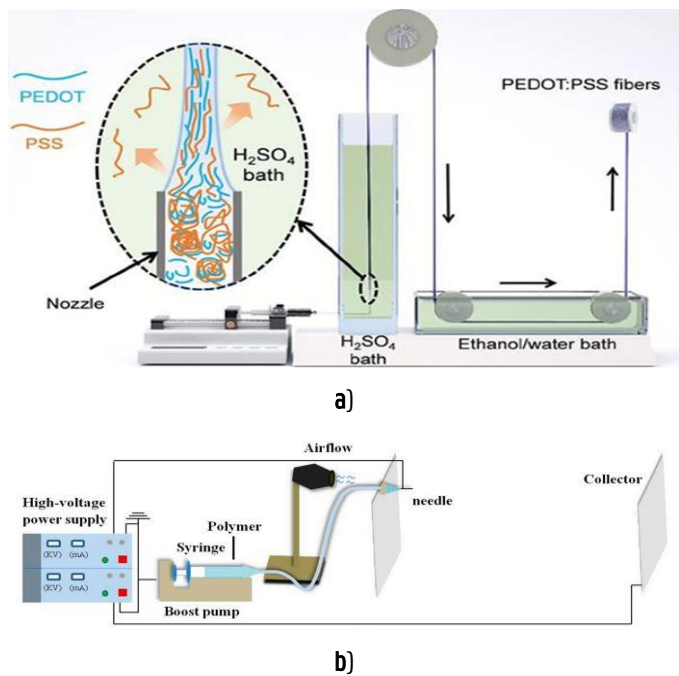 PEDOT
PSS
H₂SO₄
bath
Nozzle
PEDOT:PSS fibers
H₂SO₄
bath
Ethanol/water bath
a)
Airflow
needle
Collector
High-voltage
power supply
Polymer
Syringe
(KV) (mA)
(KV) (mA)
Boost pump
b)